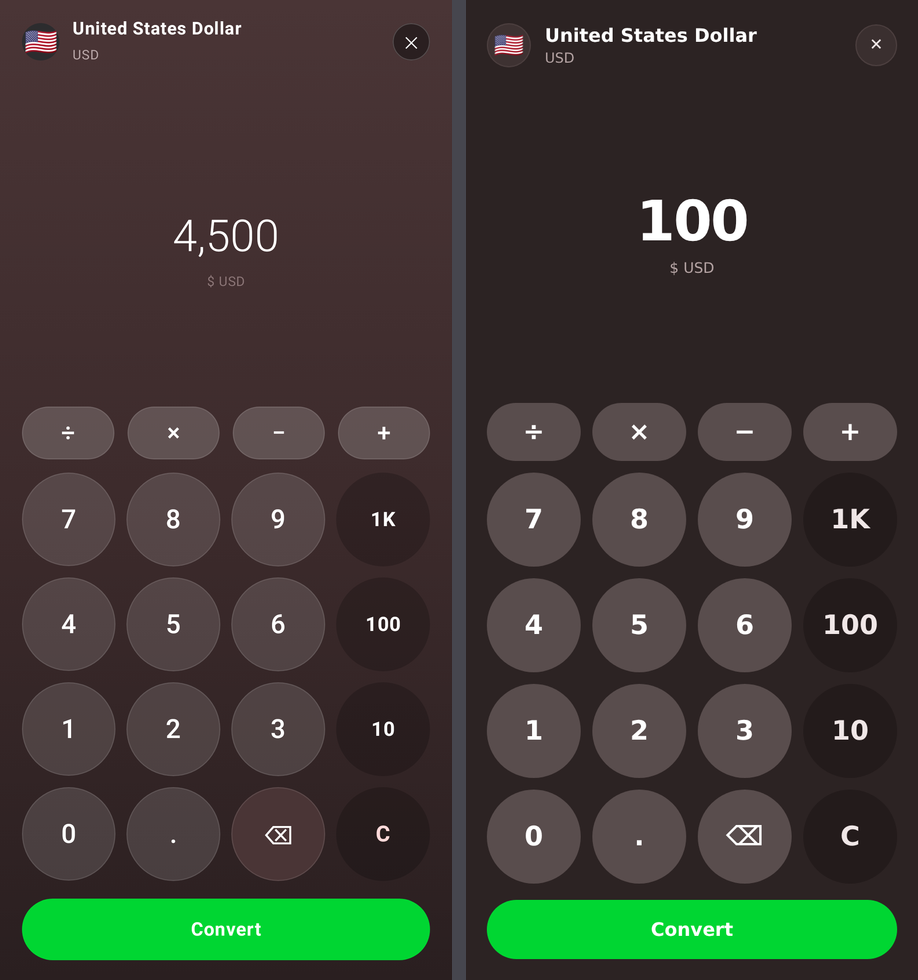 United States Dollar
USD
×
4,500
$ USD
÷ × − +
7 8 9 1K
4 5 6 100
1 2 3 10
0 . ⌫ C
Convert
United States Dollar
USD
×
100
$ USD
÷ × − +
7 8 9 1K
4 5 6 100
1 2 3 10
0 . ⌫ C
Convert